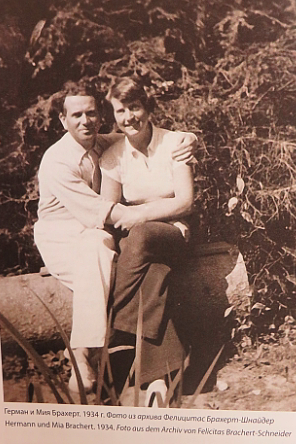 Герман и Мия Брахерт. 1934 г. Фото из архива Фелицитас Брахерт-Шнайдер
Hermann und Mia Brachert. 1934. Foto aus dem Archiv von Felicitas Brachert-Schneider